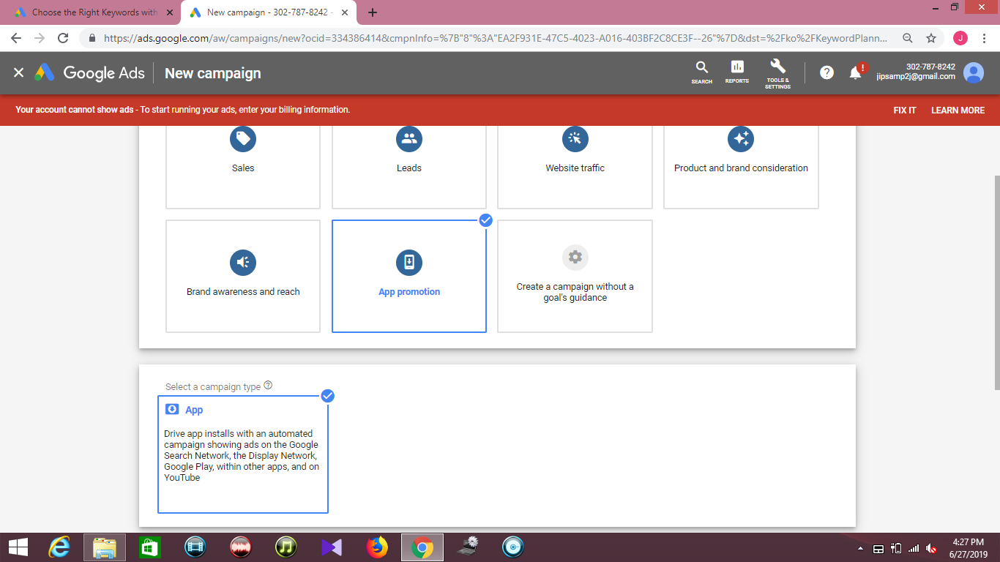 Choose the Right Keywords with
New campaign - 302-787-8242 -
https://ads.google.com/aw/campaigns/new?ocid=334386414&cmpnInfo=%7B"8"%3A"EA2F931E-47C5-4023-A016-403BF2C8CE3F--26"%7D&dst=%2Fko%2FKeywordPlann...
J
Google Ads
New campaign
SEARCH
REPORTS
TOOLS &
SETTINGS
?
!
302-787-8242
jipsamp2j@gmail.com
Your account cannot show ads - To start running your ads, enter your billing information.
FIX IT
LEARN MORE
Sales
Leads
Website traffic
Product and brand consideration
Brand awareness and reach
App promotion
Create a campaign without a
goal's guidance
Select a campaign type ?
App
Drive app installs with an automated
campaign showing ads on the Google
Search Network, the Display Network,
Google Play, within other apps, and on
YouTube
4:27 PM
6/27/2019